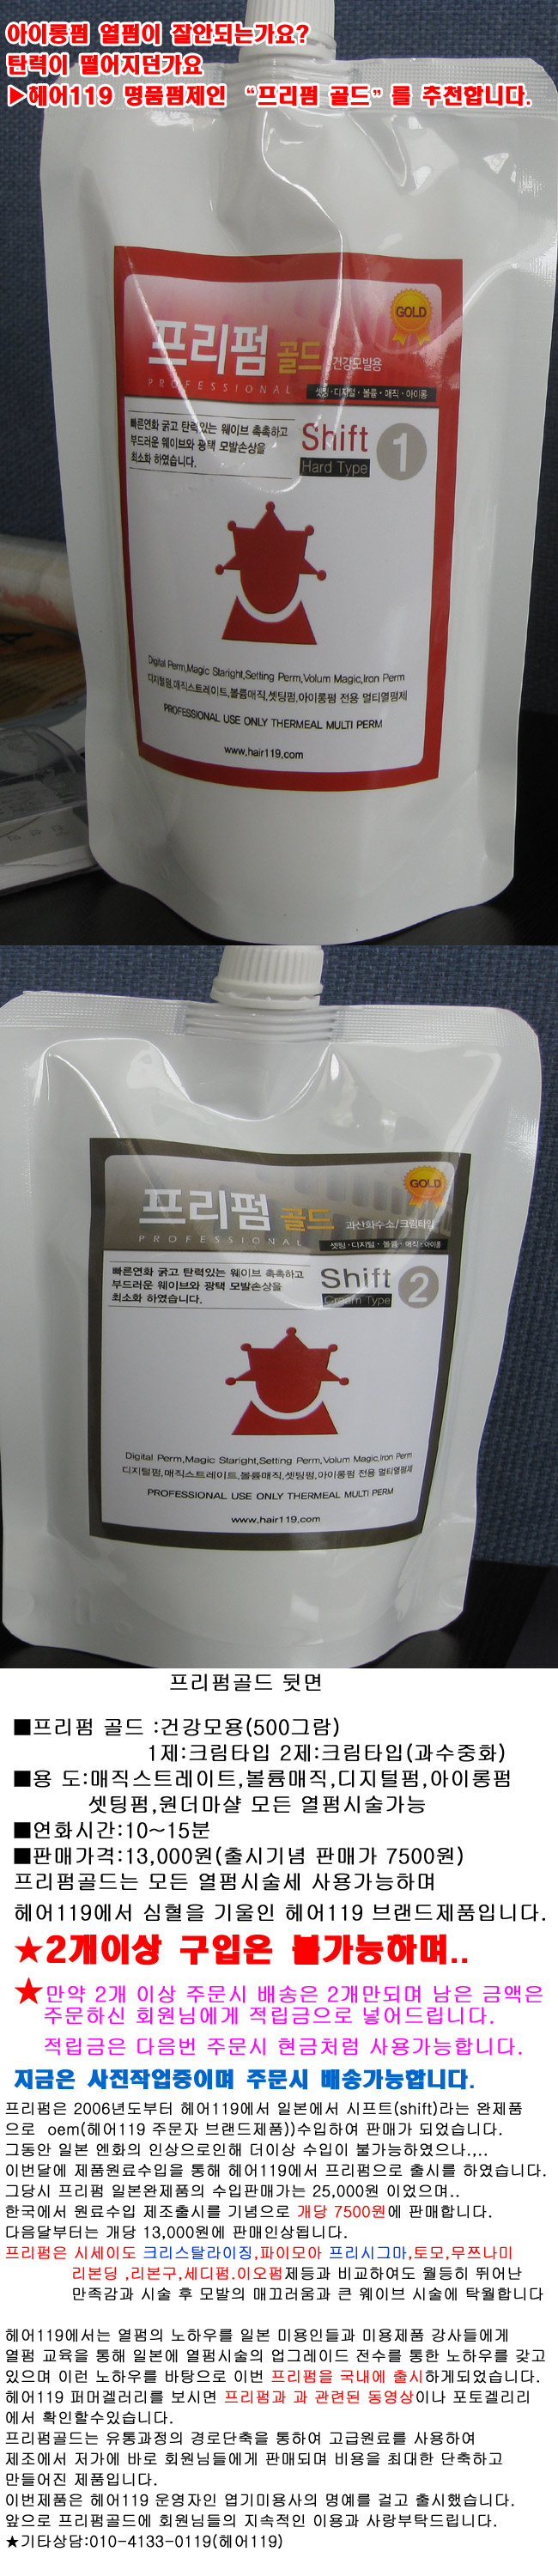 아이롱펌 열펌이 잘안되는가요?
탄력이 떨어지던가요
▶헤어119 명품펌제인 “프리펌 골드”를 추천합니다.
GOLD
프리펌 골드 건강모발용
PROFESSIONAL
셋팅·디지털·볼륨·매직·아이롱
빠른연화 굵고 탄력있는 웨이브 촉촉하고
부드러운 웨이브와 광택 모발손상을
최소화 하였습니다.
Shift 1
Hard Type
Digital Perm,Magic Staright,Setting Perm,Volum Magic,Iron Perm
디지털펌,매직스트레이트,볼륨매직,셋팅펌,아이롱펌 전용 멀티열펌제
PROFESSIONAL USE ONLY THERMEAL MULTI PERM
www.hair119.com
GOLD
프리펌 골드 과산화수소/크림타입
PROFESSIONAL
셋팅·디지털·볼륨·매직·아이롱
빠른연화 굵고 탄력있는 웨이브 촉촉하고
부드러운 웨이브와 광택 모발손상을
최소화 하였습니다.
Shift 2
Cream Type
Digital Perm,Magic Staright,Setting Perm,Volum Magic,Iron Perm
디지털펌,매직스트레이트,볼륨매직,셋팅펌,아이롱펌 전용 멀티열펌제
PROFESSIONAL USE ONLY THERMEAL MULTI PERM
www.hair119.com
프리펌골드 뒷면
■프리펌 골드 :건강모용(500그람)
1제:크림타입 2제:크림타입(과수중화)
■용 도:매직스트레이트,볼륨매직,디지털펌,아이롱펌
셋팅펌,원더마샬 모든 열펌시술가능
■연화시간:10~15분
■판매가격:13,000원(출시기념 판매가 7500원)
프리펌골드는 모든 열펌시술세 사용가능하며
헤어119에서 심혈을 기울인 헤어119 브랜드제품입니다.
★2개이상 구입은 불가능하며..
★만약 2개 이상 주문시 배송은 2개만되며 남은 금액은
주문하신 회원님에게 적립금으로 넣어드립니다.
적립금은 다음번 주문시 현금처럼 사용가능합니다.
지금은 사진작업중이며 주문시 배송가능합니다.
프리펌은 2006년도부터 헤어119에서 일본에서 시프트(shift)라는 완제품
으로 oem(헤어119 주문자 브랜드제품))수입하여 판매가 되었습니다.
그동안 일본 엔화의 인상으로인해 더이상 수입이 불가능하였으나.,..
이번달에 제품원료수입을 통해 헤어119에서 프리펌으로 출시를 하였습니다.
그당시 프리펌 일본완제품의 수입판매가는 25,000원 이었으며..
한국에서 원료수입 제조출시를 기념으로 개당 7500원에 판매합니다.
다음달부터는 개당 13,000원에 판매인상됩니다.
프리펌은 시세이도 크리스탈라이징,파이모아 프리시그마,토모,무쯔나미
리본딩 ,리본구,세디펌.이오펌제등과 비교하여도 월등히 뛰어난
만족감과 시술 후 모발의 매끄러움과 큰 웨이브 시술에 탁월합니다
헤어119에서는 열펌의 노하우를 일본 미용인들과 미용제품 강사들에게
열펌 교육을 통해 일본에 열펌시술의 업그레이드 전수를 통한 노하우를 갖고
있으며 이런 노하우를 바탕으로 이번 프리펌을 국내에 출시하게되었습니다.
헤어119 퍼머겔러리를 보시면 프리펌과 과 관련된 동영상이나 포토겔리리
에서 확인할수있습니다.
프리펌골드는 유통과정의 경로단축을 통하여 고급원료를 사용하여
제조에서 저가에 바로 회원님들에게 판매되며 비용을 최대한 단축하고
만들어진 제품입니다.
이번제품은 헤어119 운영자인 엽기미용사의 명예를 걸고 출시했습니다.
앞으로 프리펌골드에 회원님들의 지속적인 이용과 사랑부탁드립니다.
★기타상담:010-4133-0119(헤어119)